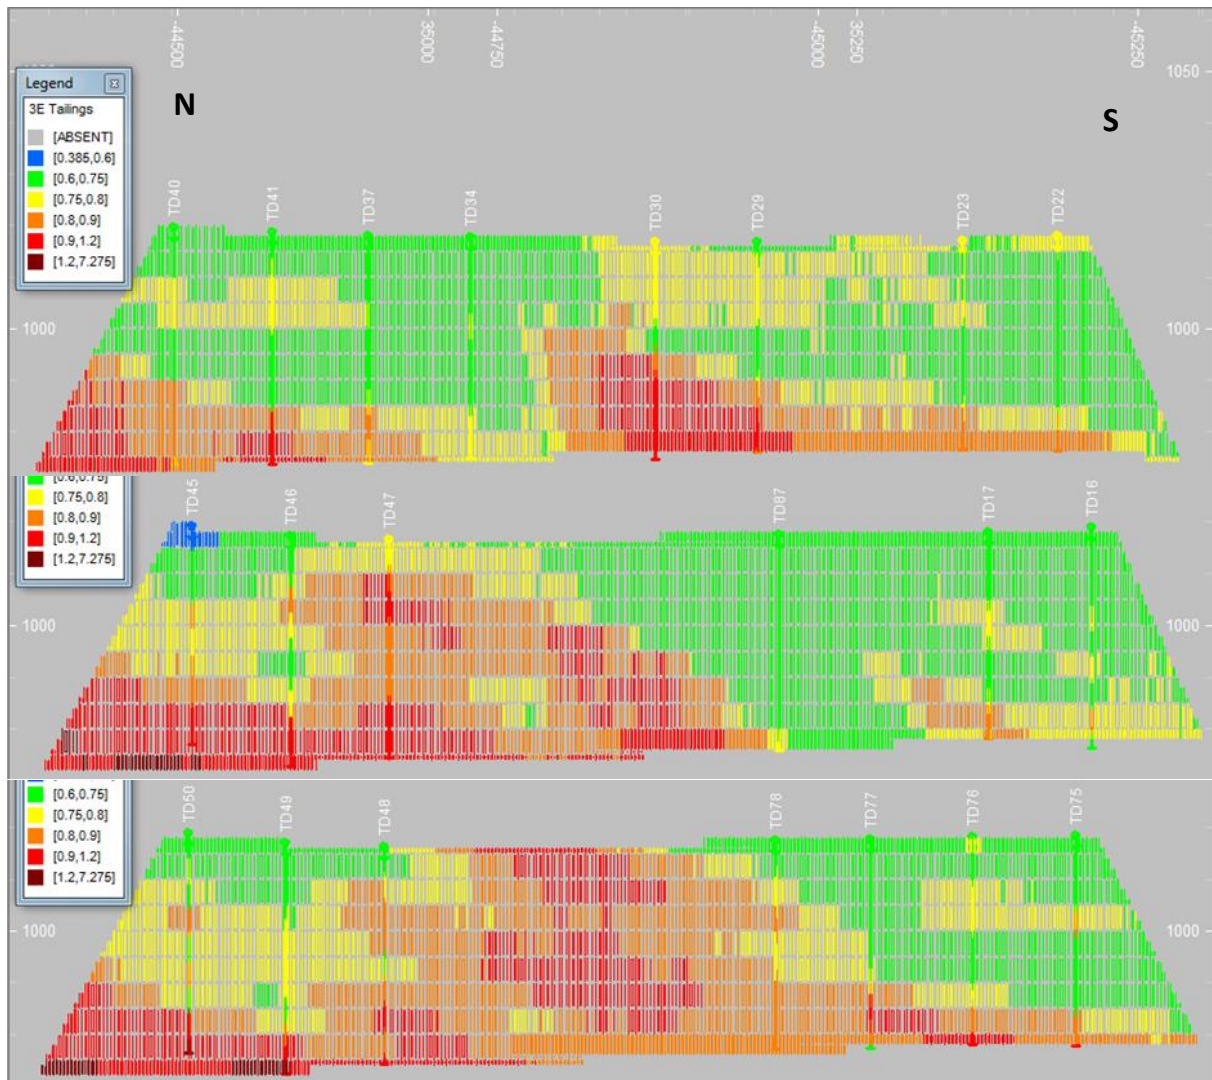 -44500
35000
-44750
-45000
35250
-45250
1050
Legend
3E Tailings
[ABSENT]
[0.385,0.6]
[0.6,0.75]
[0.75,0.8]
[0.8,0.9]
[0.9,1.2]
[1.2,7.275]
N
S
TD40
TD41
TD37
TD34
TD30
TD29
TD23
TD22
1000
1000
[0.75,0.8]
[0.8,0.9]
[0.9,1.2]
[1.2,7.275]
TD45
TD46
TD47
TD87
TD17
TD16
1000
1000
[0.6,0.75]
[0.75,0.8]
[0.8,0.9]
[0.9,1.2]
[1.2,7.275]
TD50
TD49
TD48
TD78
TD77
TD76
TD75
1000
1000